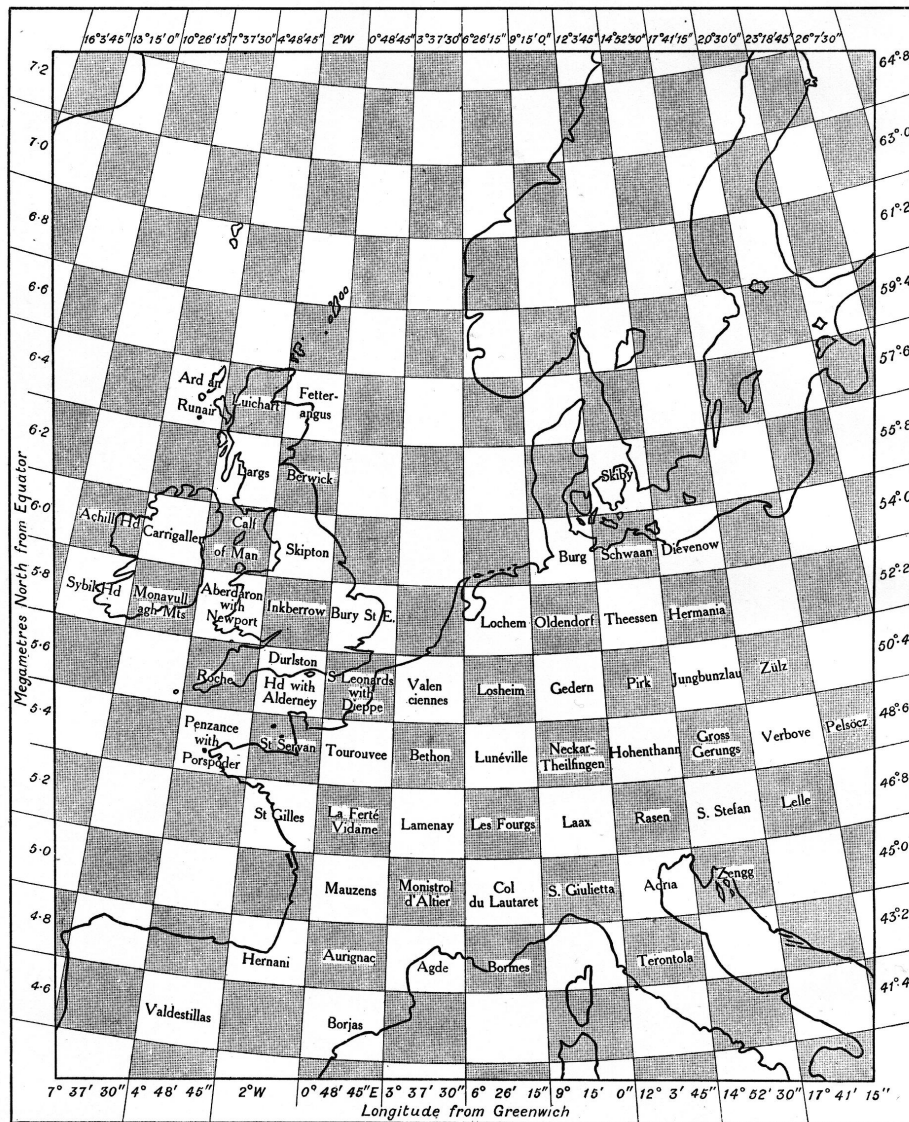 16°3'45" 13°15'0" 10°26'15" 7°37'30" 4°48'45" 2°W 0°48'45" 3°37'30" 6°26'15" 9°15'0" 12°3'45" 14°52'30" 17°41'15" 20°30'0" 23°18'45" 26°7'30"
7·2
64°·8
7·0
63°·0
6·8
61°·2
6·6
59°·4
6·4
57°·6
Ard an
Runair
Luichart
Fetter-
angus
6·2
55°·8
Largs
Berwick
Skiby
6·0
54°·0
Achill Hd
Carrigallen
Calf
of Man
Skipton
Burg
Schwaan
Dievenow
5·8
52°·2
Sybil Hd
Monavull
agh Mts
Aberdaron
with
Newport
Inkberrow
Bury St E.
Lochem
Oldendorf
Theessen
Hermania
5·6
50°·4
Roche
Durlston
Hd with
Alderney
S Leonards
with
Dieppe
Valen
ciennes
Losheim
Gedern
Pirk
Jungbunzlau
Zülz
5·4
48°·6
Penzance
with
Porspoder
St Servan
Tourouvee
Bethon
Lunéville
Neckar-
Theilfingen
Hohenthann
Gross
Gerungs
Verbove
Pelsöcz
5·2
46°·8
St Gilles
La Ferté
Vidame
Lamenay
Les Fourgs
Laax
Rasen
S. Stefan
Lelle
5·0
45°·0
Mauzens
Monistrol
d'Altier
Col
du Lautaret
S. Giulietta
Adria
Zengg
4·8
43°·2
Hernani
Aurignac
Agde
Bormes
Terontola
4·6
41°·4
Valdestillas
Borjas
Megametres North from Equator
7° 37' 30" 4° 48' 45" 2°W 0° 48' 45"E 3° 37' 30" 6° 26' 15" 9° 15' 0" 12° 3' 45" 14° 52' 30" 17° 41' 15"
Longitude from Greenwich